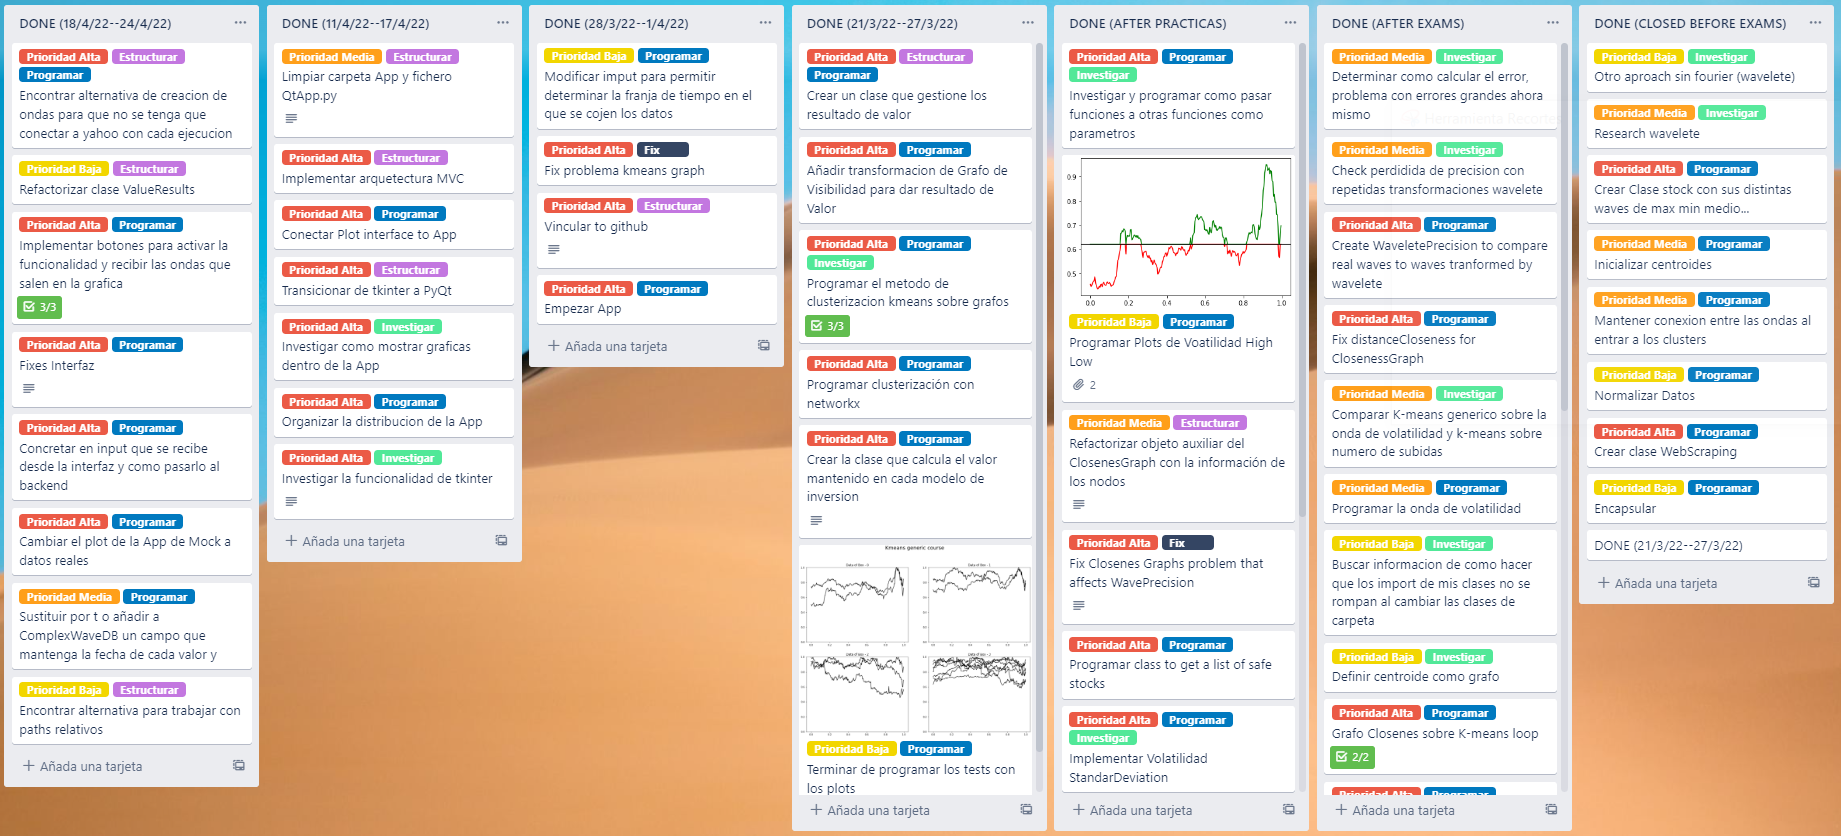 DONE (18/4/22--24/4/22)
Prioridad Alta Estructurar
Programar
Encontrar alternativa de creacion de
ondas para que no se tenga que
conectar a yahoo con cada ejecucion
Prioridad Baja Estructurar
Refactorizar clase ValueResults
Prioridad Alta Programar
Implementar botones para activar la
funcionalidad y recibir las ondas que
salen en la grafica
3/3
Prioridad Alta Programar
Fixes Interfaz
Prioridad Alta Programar
Concretar en input que se recibe
desde la interfaz y como pasarlo al
backend
Prioridad Alta Programar
Cambiar el plot de la App de Mock a
datos reales
Prioridad Media Programar
Sustituir por t o añadir a
ComplexWaveDB un campo que
mantenga la fecha de cada valor y
Prioridad Baja Estructurar
Encontrar alternativa para trabajar con
paths relativos
+ Añada una tarjeta
DONE (11/4/22--17/4/22)
Prioridad Media Estructurar
Limpiar carpeta App y fichero
QtApp.py
Prioridad Alta Estructurar
Implementar arquetectura MVC
Prioridad Alta Programar
Conectar Plot interface to App
Prioridad Alta Estructurar
Transicionar de tkinter a PyQt
Prioridad Alta Investigar
Investigar como mostrar graficas
dentro de la App
Prioridad Alta Programar
Organizar la distribucion de la App
Prioridad Alta Investigar
Investigar la funcionalidad de tkinter
+ Añada una tarjeta
DONE (28/3/22--1/4/22)
Prioridad Baja Programar
Modificar imput para permitir
determinar la franja de tiempo en el
que se cojen los datos
Prioridad Alta Fix
Fix problema kmeans graph
Prioridad Alta Estructurar
Vincular to github
Prioridad Alta Programar
Empezar App
+ Añada una tarjeta
DONE (21/3/22--27/3/22)
Prioridad Alta Estructurar
Programar
Crear un clase que gestione los
resultado de valor
Prioridad Alta Programar
Añadir transformacion de Grafo de
Visibilidad para dar resultado de
Valor
Prioridad Alta Programar
Investigar
Programar el metodo de
clusterizacion kmeans sobre grafos
3/3
Prioridad Alta Programar
Programar clusterización con
networkx
Prioridad Alta Programar
Crear la clase que calcula el valor
mantenido en cada modelo de
inversion
Kmeans generic course
Prioridad Baja Programar
Terminar de programar los tests con
los plots
+ Añada una tarjeta
DONE (AFTER PRACTICAS)
Prioridad Alta Programar
Investigar
Investigar y programar como pasar
funciones a otras funciones como
parametros
0.9
0.8
0.7
0.6
0.5
0.0 0.2 0.4 0.6 0.8 1.0
Prioridad Baja Programar
Programar Plots de Voatilidad High
Low
2
Prioridad Media Estructurar
Refactorizar objeto auxiliar del
ClosenesGraph con la información de
los nodos
Prioridad Alta Fix
Fix Closenes Graphs problem that
affects WavePrecision
Prioridad Alta Programar
Programar class to get a list of safe
stocks
Prioridad Alta Programar
Investigar
Implementar Volatilidad
StandarDeviation
+ Añada una tarjeta
DONE (AFTER EXAMS)
Prioridad Media Investigar
Determinar como calcular el error,
problema con errores grandes ahora
mismo
Prioridad Media Investigar
Check perdidida de precision con
repetidas transformaciones wavelete
Prioridad Alta Programar
Create WaveletePrecision to compare
real waves to waves tranformed by
wavelete
Prioridad Alta Programar
Fix distanceCloseness for
ClosenessGraph
Prioridad Media Investigar
Comparar K-means generico sobre la
onda de volatilidad y k-means sobre
numero de subidas
Prioridad Media Programar
Programar la onda de volatilidad
Prioridad Baja Investigar
Buscar informacion de como hacer
que los import de mis clases no se
rompan al cambiar las clases de
carpeta
Prioridad Baja Investigar
Definir centroide como grafo
Prioridad Alta Programar
Grafo Closenes sobre K-means loop
2/2
Prioridad Alta Programar
+ Añada una tarjeta
DONE (CLOSED BEFORE EXAMS)
Prioridad Baja Investigar
Otro aproach sin fourier (wavelete)
Prioridad Media Investigar
Research wavelete
Prioridad Alta Programar
Crear Clase stock con sus distintas
waves de max min medio...
Prioridad Media Programar
Inicializar centroides
Prioridad Media Programar
Mantener conexion entre las ondas al
entrar a los clusters
Prioridad Baja Programar
Normalizar Datos
Prioridad Alta Programar
Crear clase WebScraping
Prioridad Baja Programar
Encapsular
DONE (21/3/22--27/3/22)
+ Añada una tarjeta